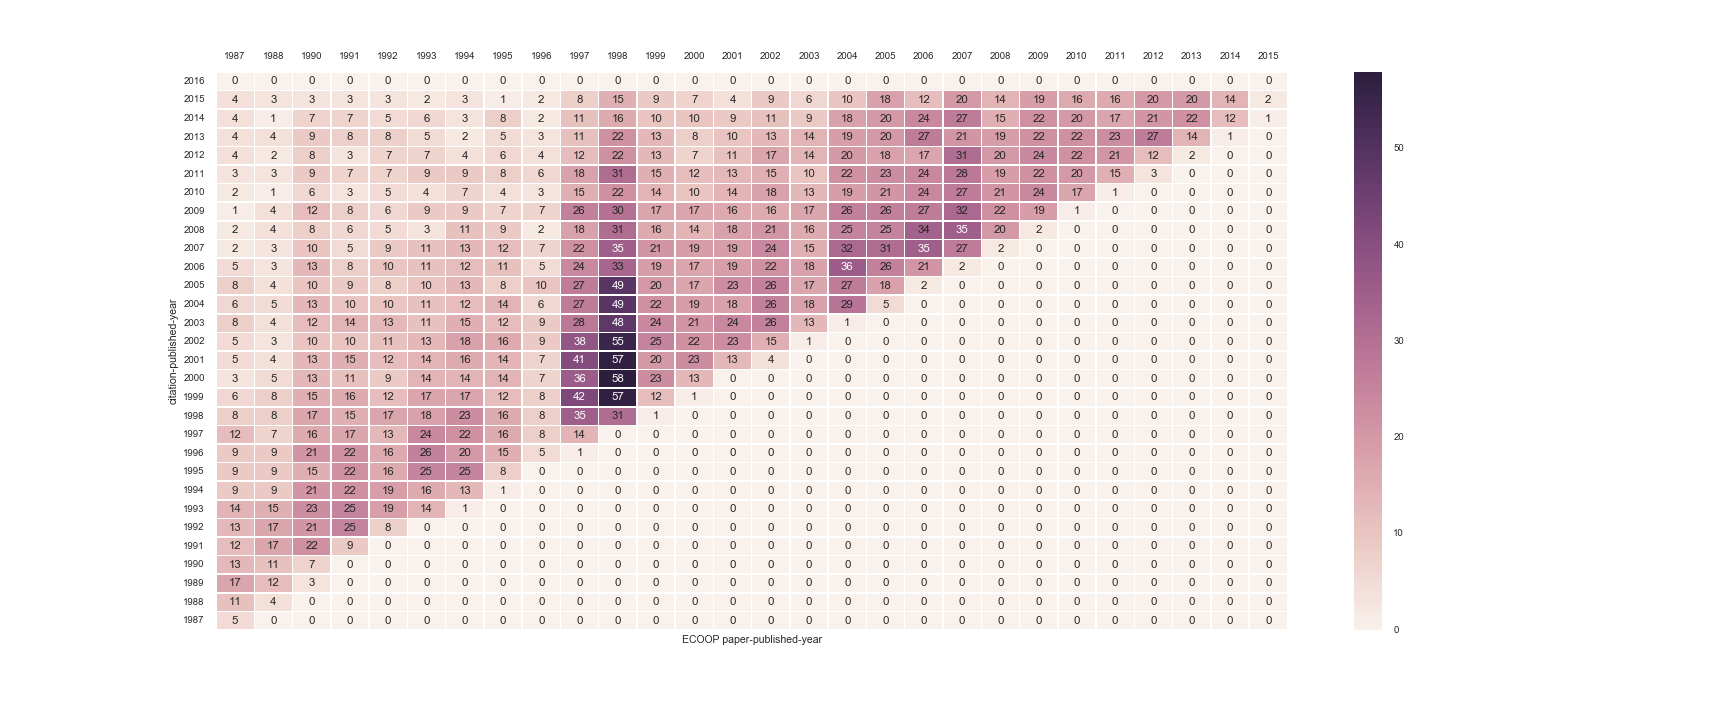 1987 1988 1990 1991 1992 1993 1994 1995 1996 1997 1998 1999 2000 2001 2002 2003 2004 2005 2006 2007 2008 2009 2010 2011 2012 2013 2014 2015
2016 0 0 0 0 0 0 0 0 0 0 0 0 0 0 0 0 0 0 0 0 0 0 0 0 0 0 0 0
2015 4 3 3 3 3 2 3 1 2 8 15 9 7 4 9 6 10 18 12 20 14 19 16 16 20 20 14 2
2014 4 1 7 7 5 6 3 8 2 11 16 10 10 9 11 9 18 20 24 27 15 22 20 17 21 22 12 1
2013 4 4 9 8 8 5 2 5 3 11 22 13 8 10 13 14 19 20 27 21 19 22 22 23 27 14 1 0
2012 4 2 8 3 7 7 4 6 4 12 22 13 7 11 17 14 20 18 17 31 20 24 22 21 12 2 0 0
50
2011 3 3 9 7 7 9 9 8 6 18 31 15 12 13 15 10 22 23 24 28 19 22 20 15 3 0 0 0
2010 2 1 6 3 5 4 7 4 3 15 22 14 10 14 18 13 19 21 24 27 21 24 17 1 0 0 0 0
2009 1 4 12 8 6 9 9 7 7 26 30 17 17 16 16 17 26 26 27 32 22 19 1 0 0 0 0 0
2008 2 4 8 6 5 3 11 9 2 18 31 16 14 18 21 16 25 25 34 35 20 2 0 0 0 0 0 0
40
2007 2 3 10 5 9 11 13 12 7 22 35 21 19 19 24 15 32 31 35 27 2 0 0 0 0 0 0 0
2006 5 3 13 8 10 11 12 11 5 24 33 19 17 19 22 18 36 26 21 2 0 0 0 0 0 0 0 0
2005 8 4 10 9 8 10 13 8 10 27 49 20 17 23 26 17 27 18 2 0 0 0 0 0 0 0 0 0
2004 6 5 13 10 10 11 12 14 6 27 49 22 19 18 26 18 29 5 0 0 0 0 0 0 0 0 0 0
2003 8 4 12 14 13 11 15 12 9 28 48 24 21 24 26 13 1 0 0 0 0 0 0 0 0 0 0 0
2002 5 3 10 10 11 13 18 16 9 38 55 25 22 23 15 1 0 0 0 0 0 0 0 0 0 0 0 0
30
2001 5 4 13 15 12 14 16 14 7 41 57 20 23 13 4 0 0 0 0 0 0 0 0 0 0 0 0 0
2000 3 5 13 11 9 14 14 14 7 36 58 23 13 0 0 0 0 0 0 0 0 0 0 0 0 0 0 0
1999 6 8 15 16 12 17 17 12 8 42 57 12 1 0 0 0 0 0 0 0 0 0 0 0 0 0 0 0
1998 8 8 17 15 17 18 23 16 8 35 31 1 0 0 0 0 0 0 0 0 0 0 0 0 0 0 0 0
1997 12 7 16 17 13 24 22 16 8 14 0 0 0 0 0 0 0 0 0 0 0 0 0 0 0 0 0 0
20
1996 9 9 21 22 16 26 20 15 5 1 0 0 0 0 0 0 0 0 0 0 0 0 0 0 0 0 0 0
1995 9 9 15 22 16 25 25 8 0 0 0 0 0 0 0 0 0 0 0 0 0 0 0 0 0 0 0 0
1994 9 9 21 22 19 16 13 1 0 0 0 0 0 0 0 0 0 0 0 0 0 0 0 0 0 0 0 0
1993 14 15 23 25 19 14 1 0 0 0 0 0 0 0 0 0 0 0 0 0 0 0 0 0 0 0 0 0
1992 13 17 21 25 8 0 0 0 0 0 0 0 0 0 0 0 0 0 0 0 0 0 0 0 0 0 0 0
10
1991 12 17 22 9 0 0 0 0 0 0 0 0 0 0 0 0 0 0 0 0 0 0 0 0 0 0 0 0
1990 13 11 7 0 0 0 0 0 0 0 0 0 0 0 0 0 0 0 0 0 0 0 0 0 0 0 0 0
1989 17 12 3 0 0 0 0 0 0 0 0 0 0 0 0 0 0 0 0 0 0 0 0 0 0 0 0 0
1988 11 4 0 0 0 0 0 0 0 0 0 0 0 0 0 0 0 0 0 0 0 0 0 0 0 0 0 0
1987 5 0 0 0 0 0 0 0 0 0 0 0 0 0 0 0 0 0 0 0 0 0 0 0 0 0 0 0
0
citation-published-year
ECOOP paper-published-year